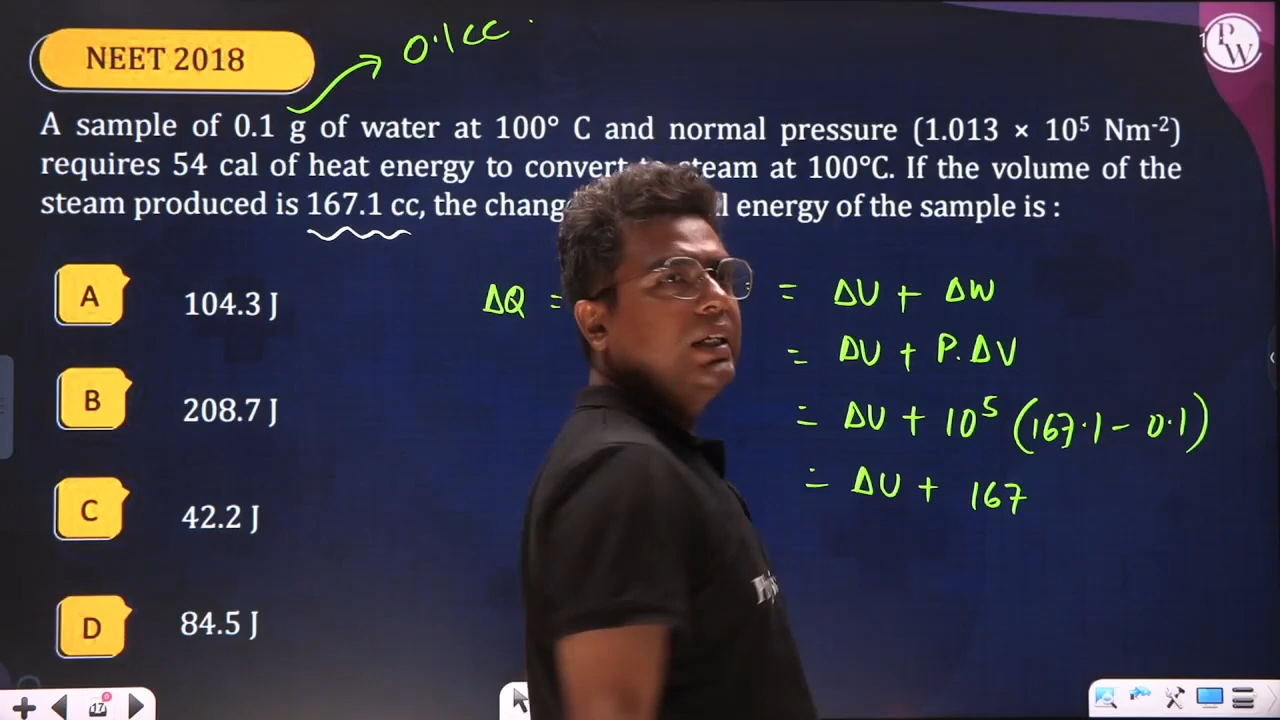 NEET 2018
0.1cc
PW
A sample of 0.1 g of water at 100° C and normal pressure (1.013 × 10⁵ Nm⁻²)
requires 54 cal of heat energy to convert steam at 100°C. If the volume of the
steam produced is 167.1 cc, the energy of the sample is :
A 104.3 J
ΔQ = = ΔU + ΔW
= ΔU + P.ΔV
B 208.7 J
= ΔU + 10⁵ (167.1 - 0.1)
= ΔU + 167
C 42.2 J
D 84.5 J
17